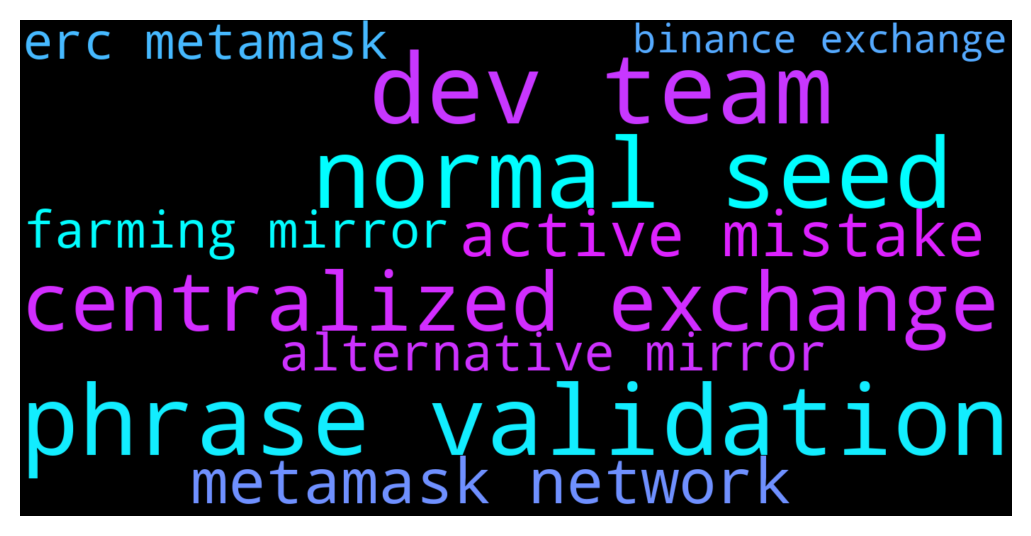 erc metamask
binance exchange
dev team
normal seed
farming mirror
active mistake
centralized exchange
alternative mirror
phrase validation
metamask network